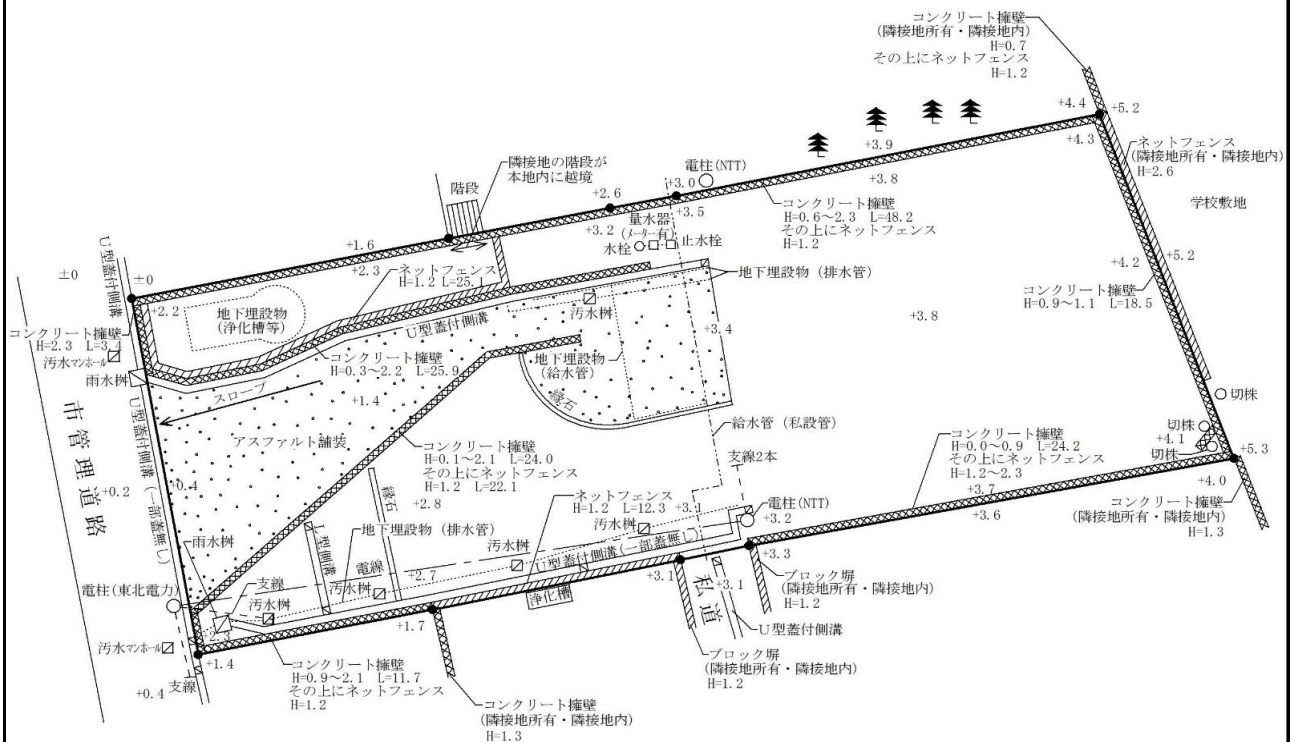 コンクリート擁壁
(隣接地所有・隣接地内)
H=0.7
その上にネットフェンス
H=1.2
+4.4
+5.2
+4.3
ネットフェンス
(隣接地所有・隣接地内)
H=2.6
学校敷地
+3.9
+3.8
電柱(NTT)
+3.0
+3.5
コンクリート擁壁
H=0.6～2.3 L=48.2
その上にネットフェンス
H=1.2
隣接地の階段が
本地内に越境
階段
+2.6
+3.2
量水器
(メーター有)
水栓
止水栓
+1.6
+2.3
ネットフェンス
H=1.2 L=25.1
地下埋設物(排水管)
+4.2
+5.2
コンクリート擁壁
H=0.9～1.1 L=18.5
U型蓋付側溝
±0
±0
+2.2
地下埋設物
(浄化槽等)
汚水桝
U型蓋付側溝
+3.4
+3.8
コンクリート擁壁
H=2.3 L=3.4
汚水マンホール
雨水桝
コンクリート擁壁
H=0.3～2.2 L=25.9
地下埋設物
(給水管)
縁石
スロープ
+1.4
アスファルト舗装
市管理道路
U型蓋付側溝(一部蓋無し)
+0.2
+0.4
コンクリート擁壁
H=0.1～2.1 L=24.0
その上にネットフェンス
H=1.2 L=22.1
給水管(私設管)
支線2本
コンクリート擁壁
H=0.0～0.9 L=24.2
その上にネットフェンス
H=1.2～2.3
切株
切株
+4.1
切株
+5.3
+4.0
+3.7
+3.6
コンクリート擁壁
(隣接地所有・隣接地内)
H=1.3
縁石
+2.8
ネットフェンス
H=1.2 L=12.3
+3.1
汚水桝
電柱(NTT)
+3.2
+3.3
雨水桝
L型側溝
地下埋設物(排水管)
汚水桝
U型蓋付側溝(一部蓋無し)
電線
+2.7
+3.1
浄化槽
私道
+3.1
ブロック塀
(隣接地所有・隣接地内)
H=1.2
U型蓋付側溝
電柱(東北電力)
支線
汚水桝
汚水桝
+2.3
+1.7
汚水マンホール
+1.4
支線
+0.4
コンクリート擁壁
H=0.9～2.1 L=11.7
その上にネットフェンス
H=1.2
コンクリート擁壁
(隣接地所有・隣接地内)
H=1.3
ブロック塀
(隣接地所有・隣接地内)
H=1.2